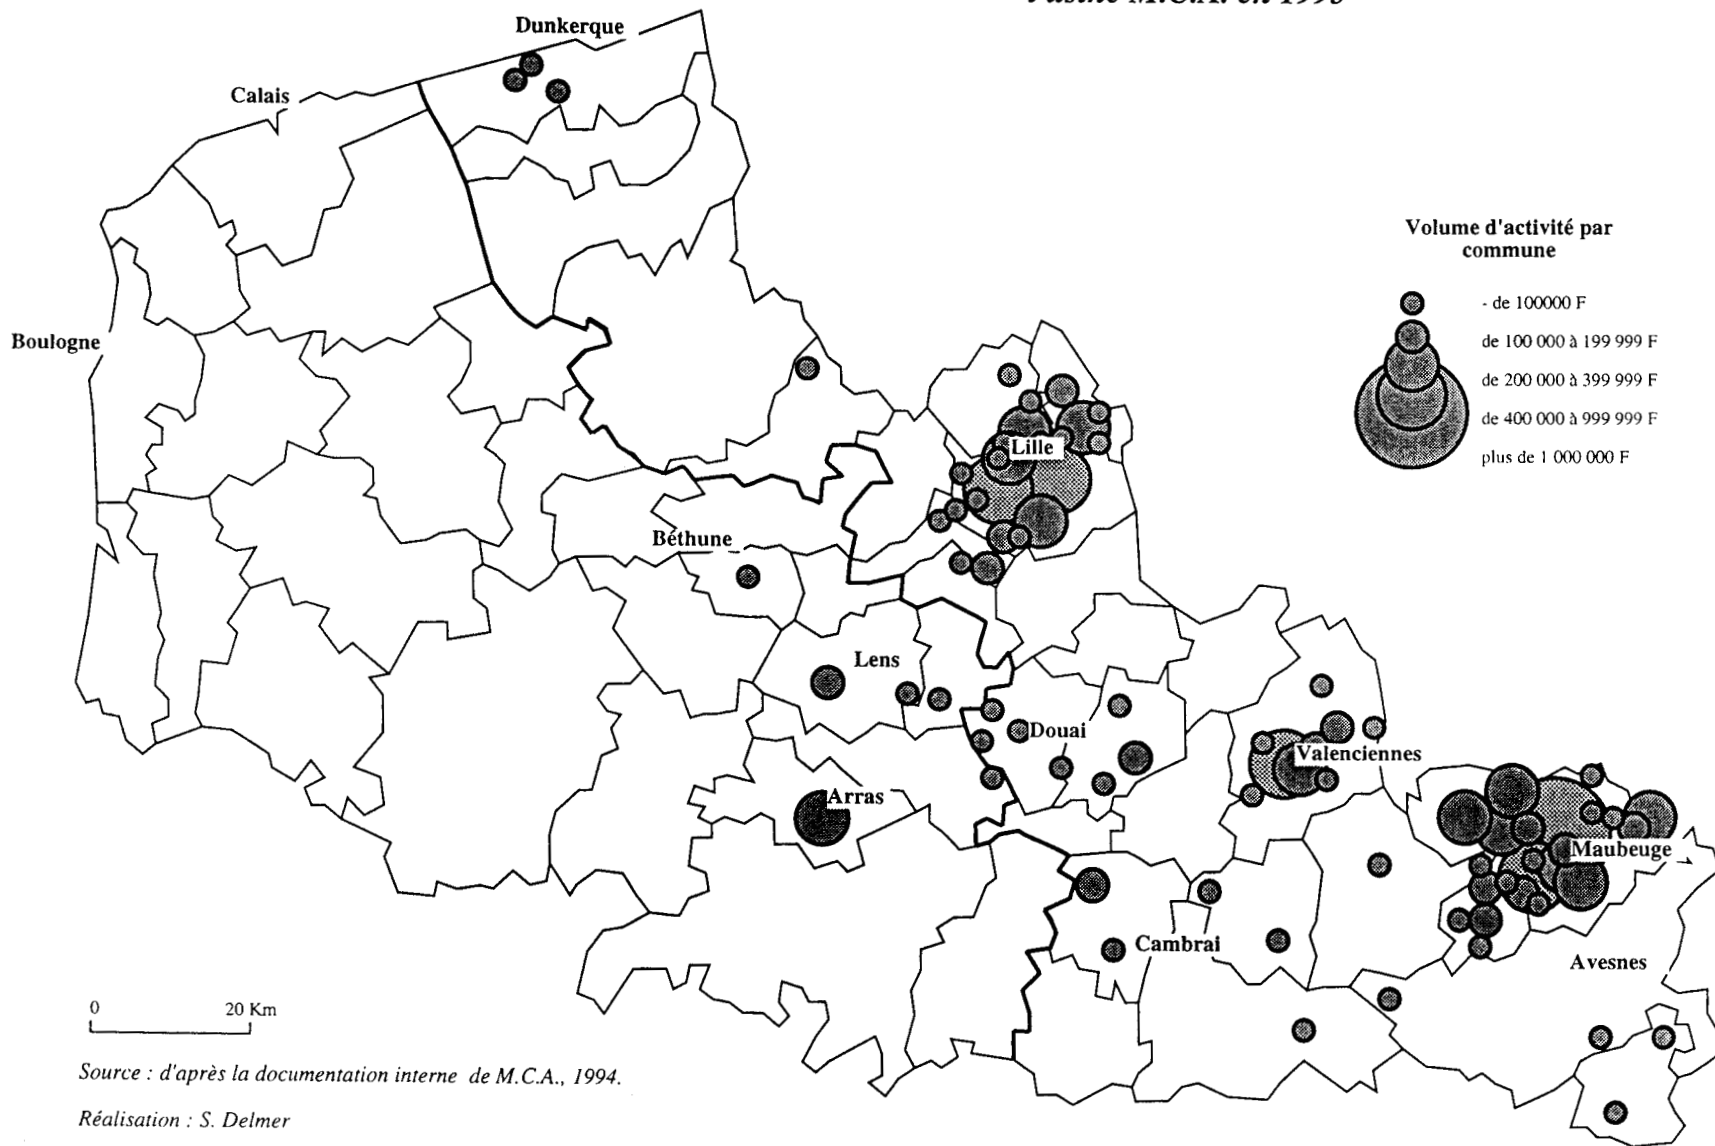 M.C.A. en 1993
Dunkerque
Calais
Volume d'activité par
commune
- de 100000 F
Boulogne
de 100 000 à 199 999 F
de 200 000 à 399 999 F
de 400 000 à 999 999 F
Lille
plus de 1 000 000 F
Béthune
Lens
Douai
Valenciennes
Arras
Maubeuge
Cambrai
Avesnes
0 20 Km
Source : d'après la documentation interne de M.C.A., 1994.
Réalisation : S. Delmer